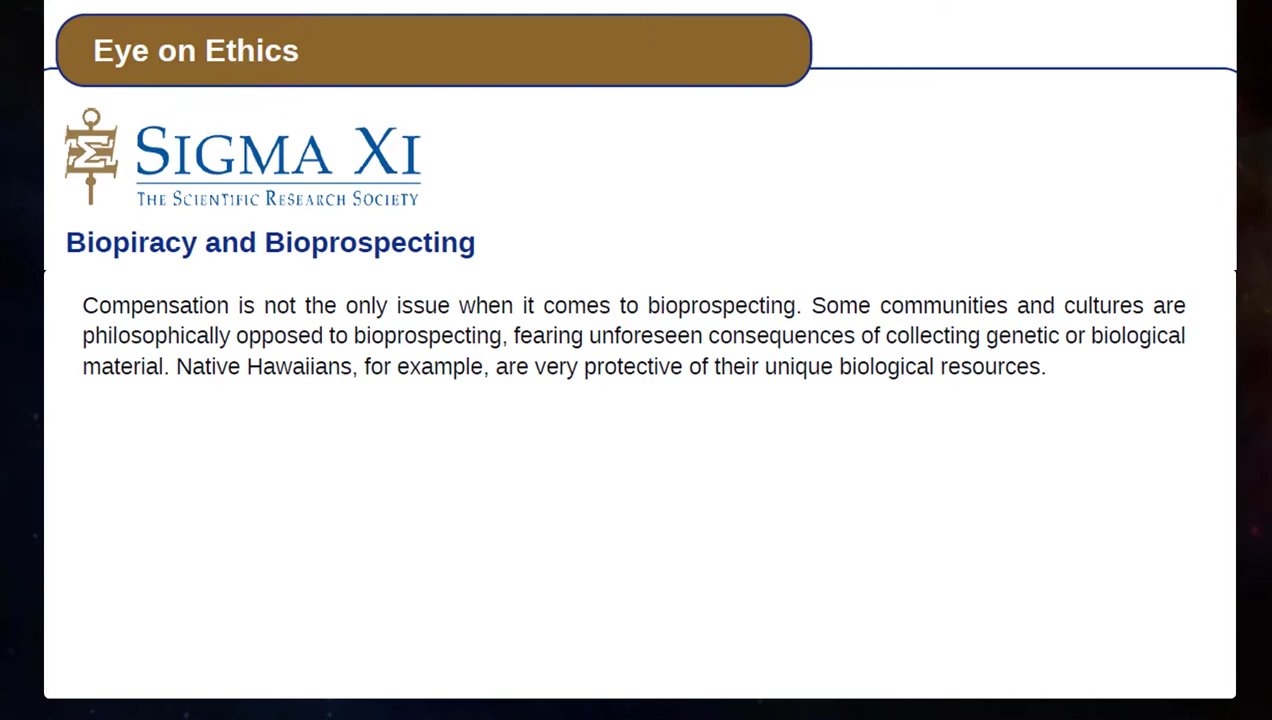 Eye on Ethics
Σ
SIGMA XI
THE SCIENTIFIC RESEARCH SOCIETY
Biopiracy and Bioprospecting
Compensation is not the only issue when it comes to bioprospecting. Some communities and cultures are
philosophically opposed to bioprospecting, fearing unforeseen consequences of collecting genetic or biological
material. Native Hawaiians, for example, are very protective of their unique biological resources.